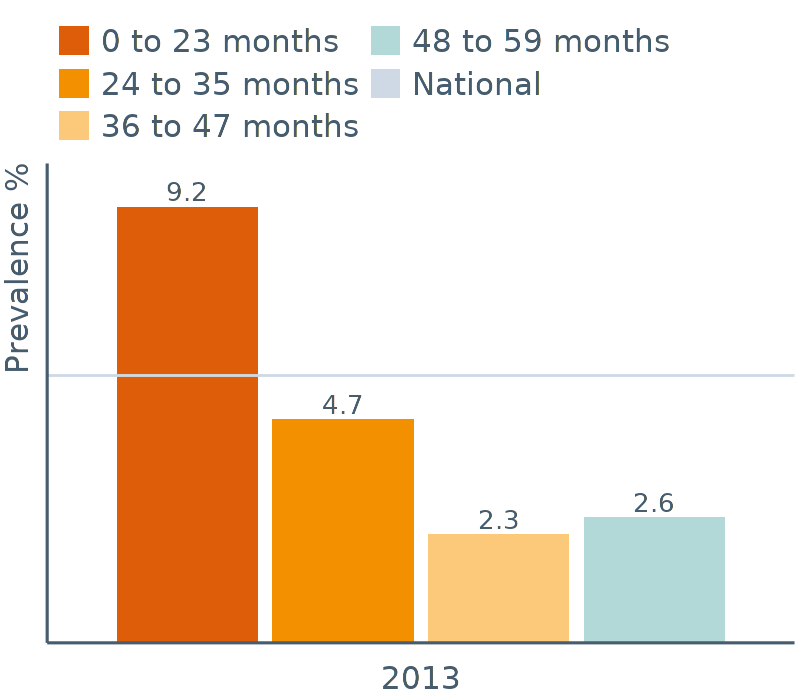 0 to 23 months
24 to 35 months
36 to 47 months
48 to 59 months
National
Prevalence %
9.2
4.7
2.3
2.6
2013